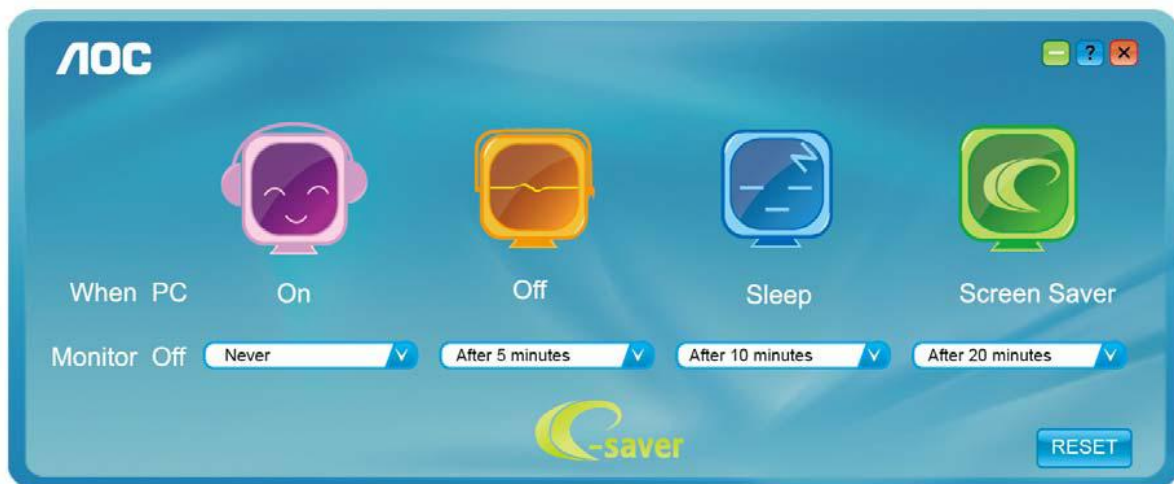 AOC
?
When PC On Off Sleep Screen Saver
Monitor Off Never After 5 minutes After 10 minutes After 20 minutes
e-saver
RESET